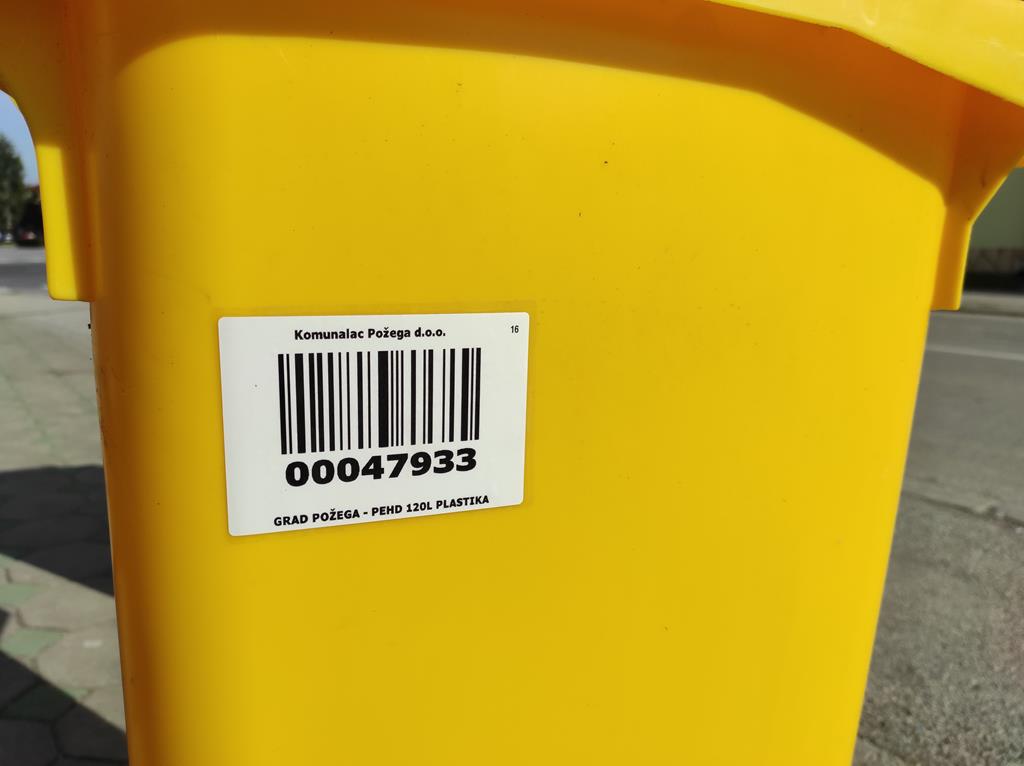 Komunalac Požega d.o.o.
16
00047933
GRAD POŽEGA - PEHD 120L PLASTIKA